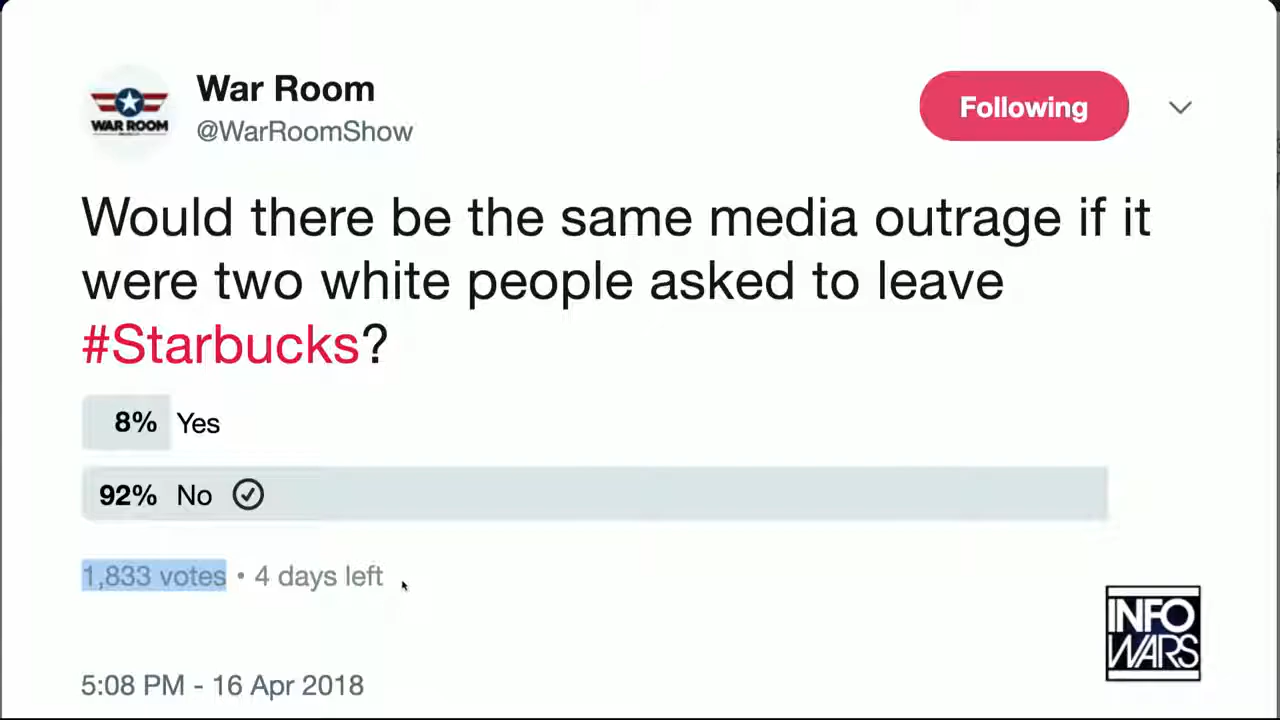 War Room
@WarRoomShow
Following
WAR ROOM
Would there be the same media outrage if it
were two white people asked to leave
#Starbucks?
8% Yes
92% No
1,833 votes • 4 days left
INFO
WARS
5:08 PM - 16 Apr 2018